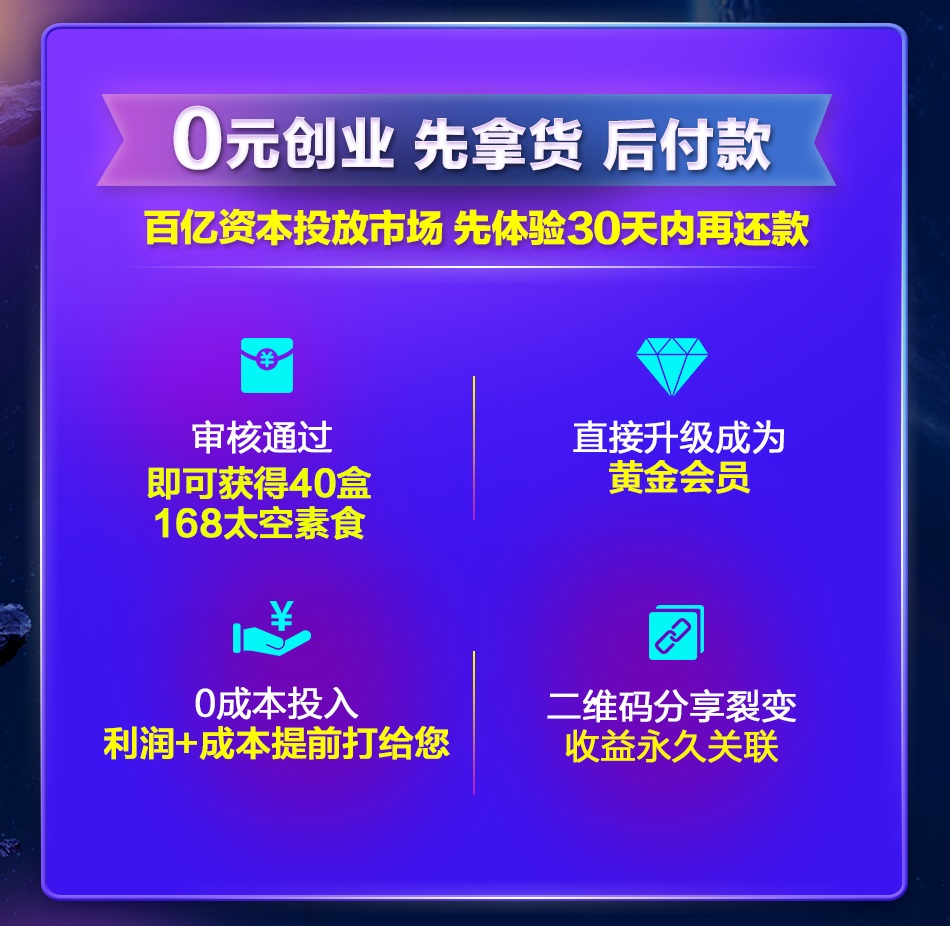 0元创业 先拿货 后付款
百亿资本投放市场 先体验30天内再还款
审核通过
即可获得40盒
168太空素食
直接升级成为
黄金会员
¥
0成本投入
利润+成本提前打给您
二维码分享裂变
收益永久关联